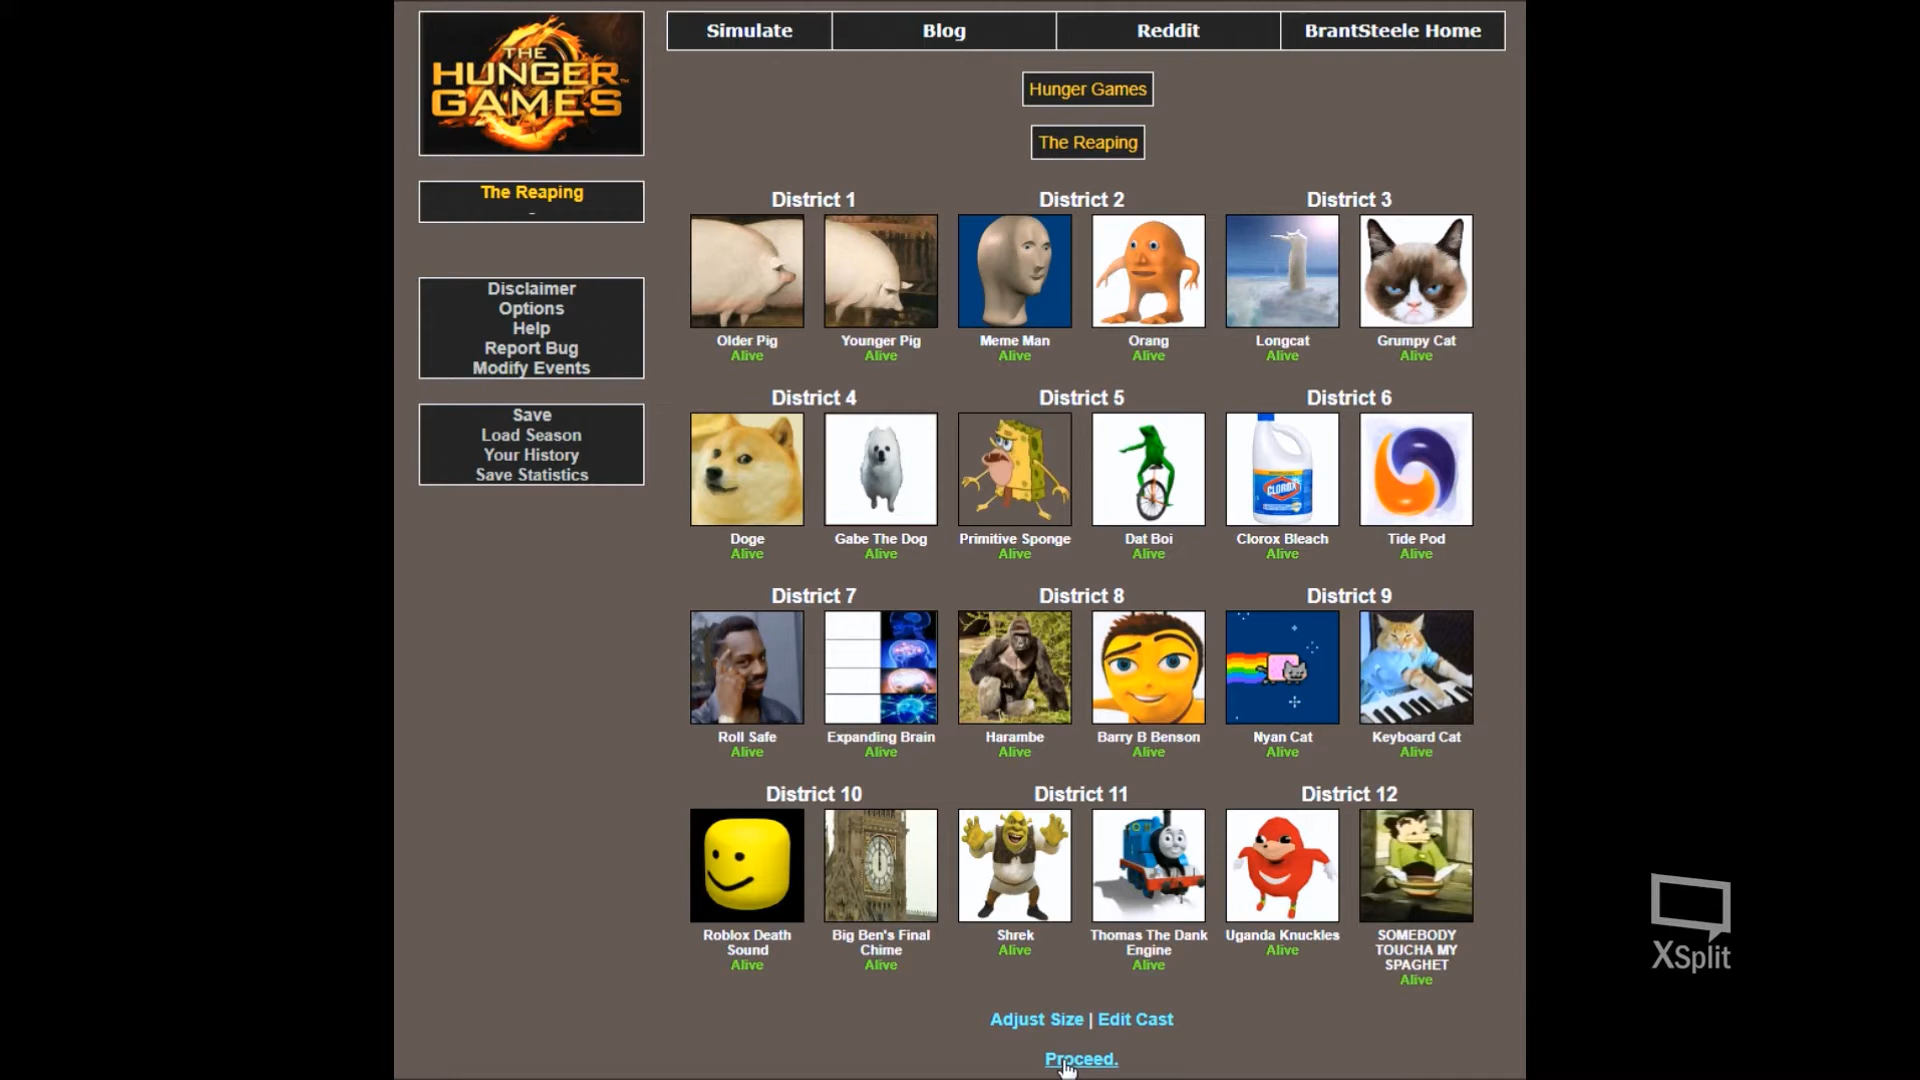 THE
HUNGER
GAMES
Simulate
Blog
Reddit
BrantSteele Home
Hunger Games
The Reaping
The Reaping
-
Disclaimer
Options
Help
Report Bug
Modify Events
Save
Load Season
Your History
Save Statistics
District 1
District 2
District 3
Older Pig
Alive
Younger Pig
Alive
Meme Man
Alive
Orang
Alive
Longcat
Alive
Grumpy Cat
Alive
District 4
District 5
District 6
CLOROX
Doge
Alive
Gabe The Dog
Alive
Primitive Sponge
Alive
Dat Boi
Alive
Clorox Bleach
Alive
Tide Pod
Alive
District 7
District 8
District 9
Roll Safe
Alive
Expanding Brain
Alive
Harambe
Alive
Barry B Benson
Alive
Nyan Cat
Alive
Keyboard Cat
Alive
District 10
District 11
District 12
Roblox Death
Sound
Alive
Big Ben's Final
Chime
Alive
Shrek
Alive
Thomas The Dank
Engine
Alive
Uganda Knuckles
Alive
SOMEBODY
TOUCHA MY
SPAGHET
Alive
Adjust Size | Edit Cast
Proceed.
XSplit